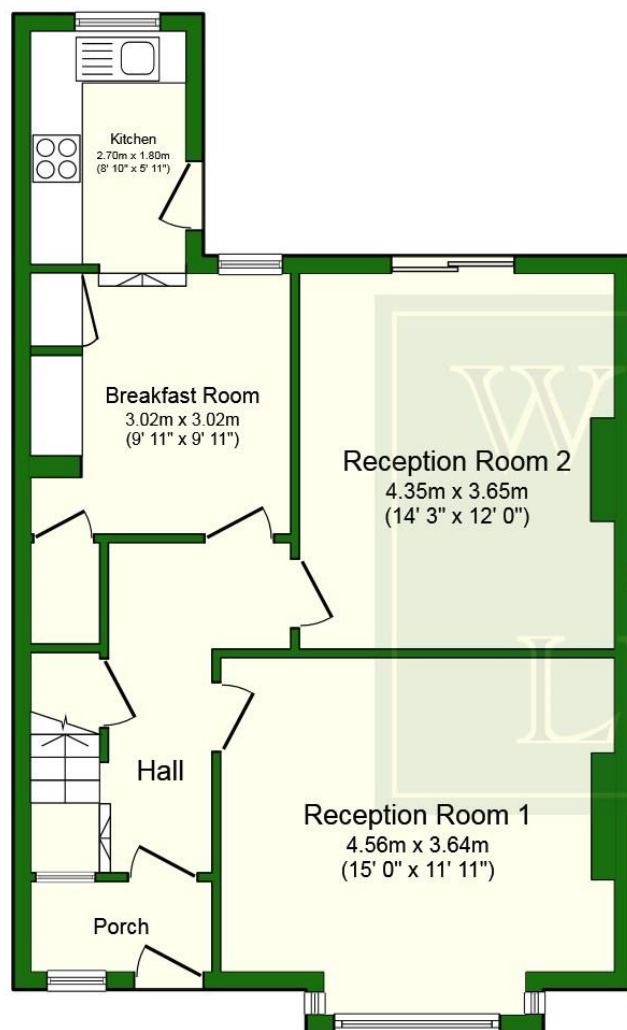 Kitchen
2.70m x 1.80m
(8' 10" x 5' 11")
Breakfast Room
3.02m x 3.02m
(9' 11" x 9' 11")
Reception Room 2
4.35m x 3.65m
(14' 3" x 12' 0")
Hall
Reception Room 1
4.56m x 3.64m
(15' 0" x 11' 11")
Porch
W
L